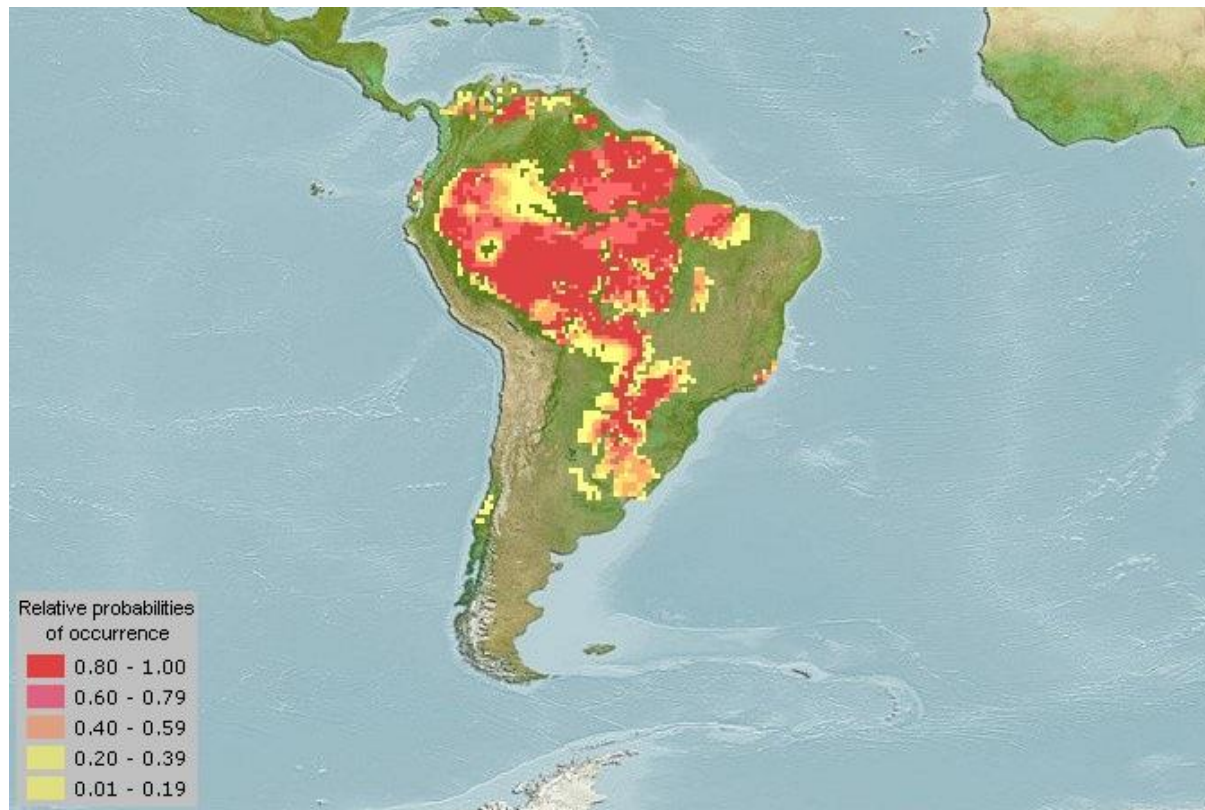 Relative probabilities
of occurrence
0.80 - 1.00
0.60 - 0.79
0.40 - 0.59
0.20 - 0.39
0.01 - 0.19